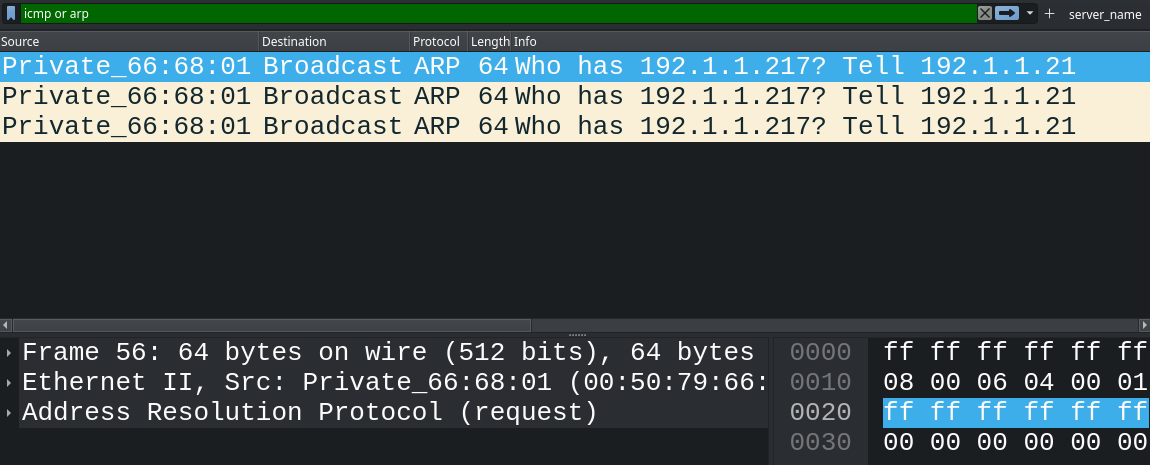 icmp or arp + server_name
Source Destination Protocol Length Info
Private_66:68:01 Broadcast ARP 64 Who has 192.1.1.217? Tell 192.1.1.21
Private_66:68:01 Broadcast ARP 64 Who has 192.1.1.217? Tell 192.1.1.21
Private_66:68:01 Broadcast ARP 64 Who has 192.1.1.217? Tell 192.1.1.21
Frame 56: 64 bytes on wire (512 bits), 64 bytes 0000 ff ff ff ff ff ff
Ethernet II, Src: Private_66:68:01 (00:50:79:66: 0010 08 00 06 04 00 01
Address Resolution Protocol (request) 0020 ff ff ff ff ff ff
0030 00 00 00 00 00 00